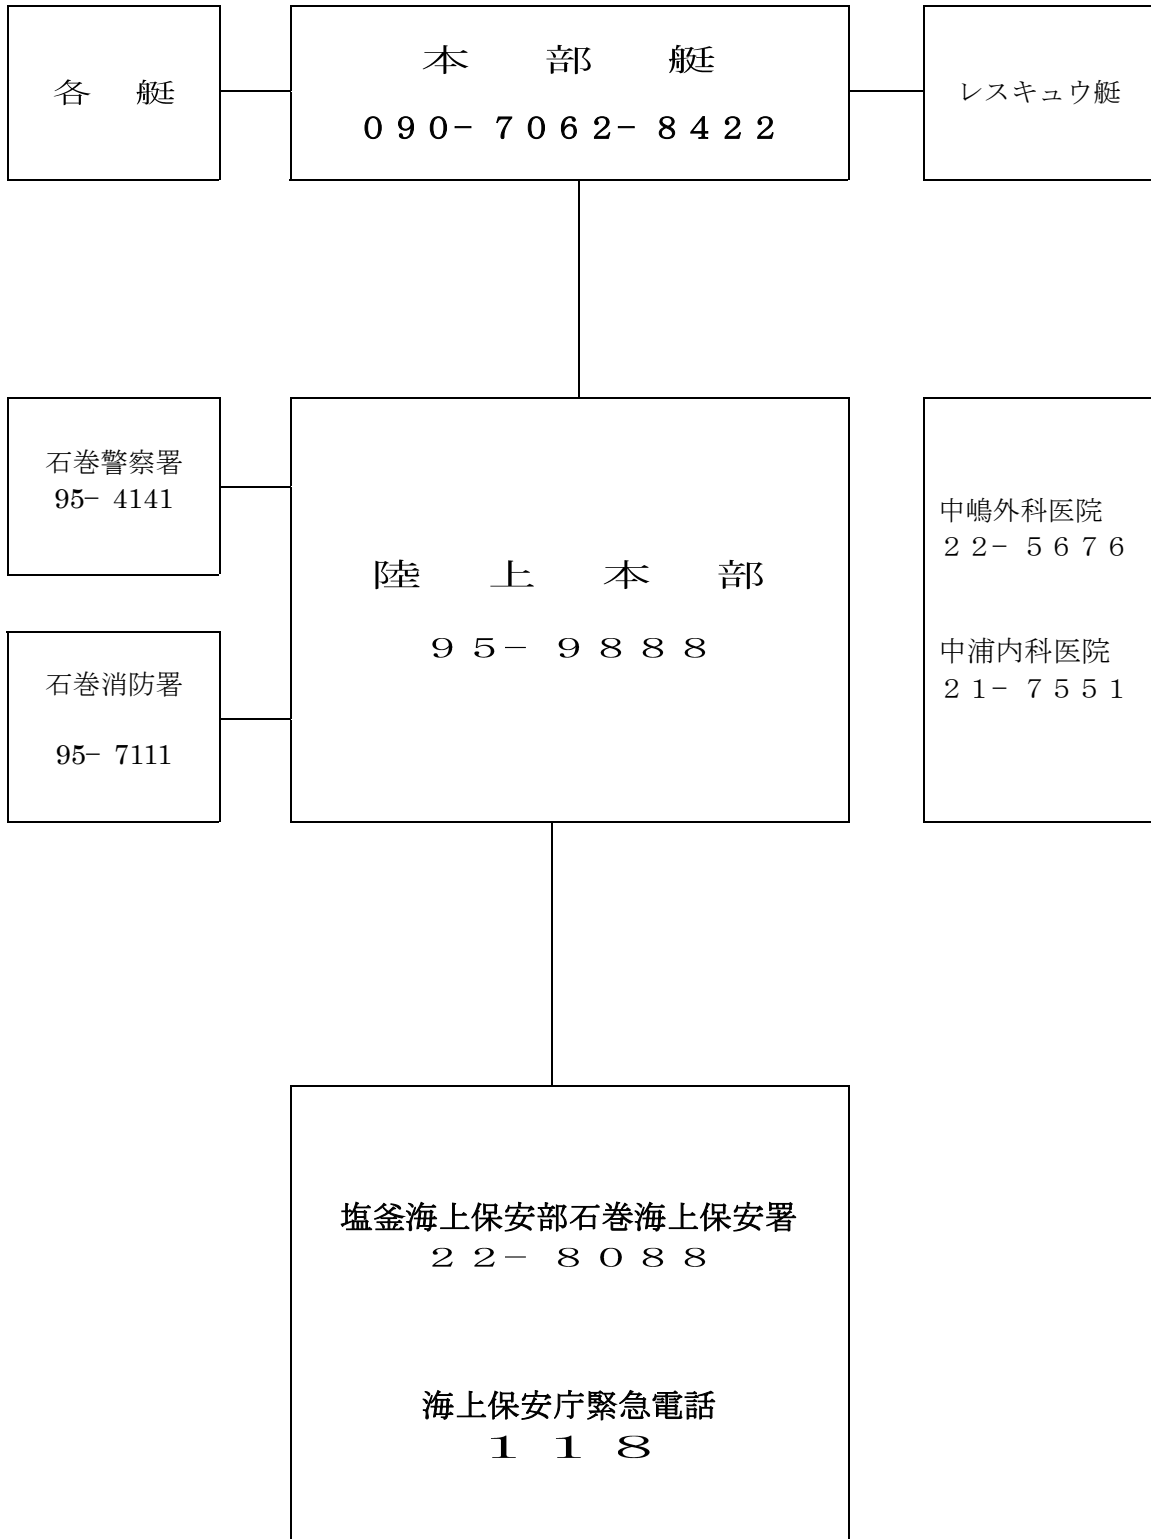 各　艇
本　部　艇
０９０－７０６２－８４２２
レスキュウ艇
石巻警察署
95- 4141
石巻消防署
95- 7111
陸　上　本　部
９５－９８８８
中嶋外科医院
２２－５６７６
中浦内科医院
２１－７５５１
塩釜海上保安部石巻海上保安署
２２－８０８８
海上保安庁緊急電話
１１８